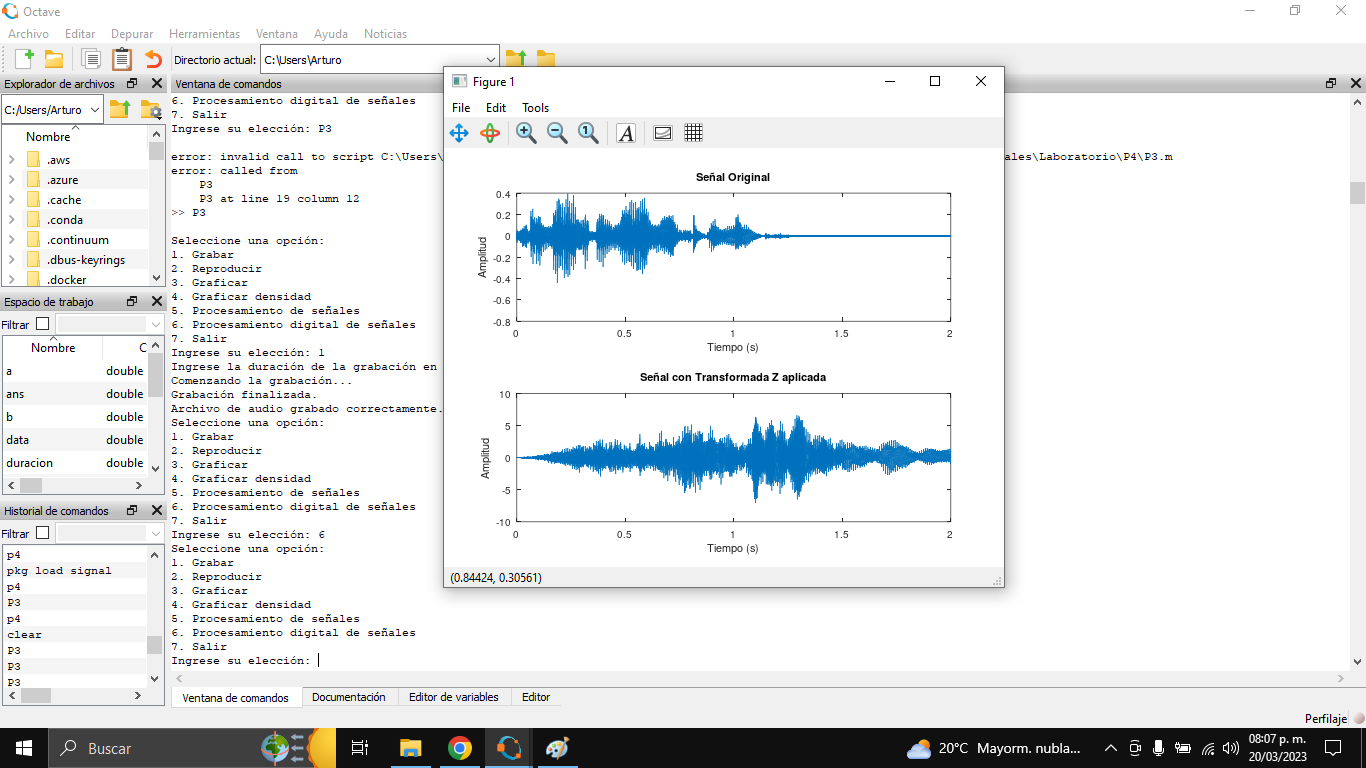 Octave
Archivo Editar Depurar Herramientas Ventana Ayuda Noticias
Directorio actual: C:\Users\Arturo
Explorador de archivos
C:/Users/Arturo
Nombre
.aws
.azure
.cache
.conda
.continuum
.dbus-keyrings
.docker
Espacio de trabajo
Filtrar
Nombre C
a double
ans double
b double
data double
duracion double
Historial de comandos
Filtrar
p4
pkg load signal
p4
P3
p4
clear
P3
P3
P3
Ventana de comandos
6. Procesamiento digital de señales
7. Salir
Ingrese su elección: P3
error: invalid call to script C:\Users\ ales\Laboratorio\P4\P3.m
error: called from
P3
P3 at line 19 column 12
>> P3
Seleccione una opción:
1. Grabar
2. Reproducir
3. Graficar
4. Graficar densidad
5. Procesamiento de señales
6. Procesamiento digital de señales
7. Salir
Ingrese su elección: 1
Ingrese la duración de la grabación en
Comenzando la grabación...
Grabación finalizada.
Archivo de audio grabado correctamente.
Seleccione una opción:
1. Grabar
2. Reproducir
3. Graficar
4. Graficar densidad
5. Procesamiento de señales
6. Procesamiento digital de señales
7. Salir
Ingrese su elección: 6
Seleccione una opción:
1. Grabar
2. Reproducir
3. Graficar
4. Graficar densidad
5. Procesamiento de señales
6. Procesamiento digital de señales
7. Salir
Ingrese su elección:
Figure 1
File Edit Tools
A
Señal Original
0.4
0.2
0
-0.2
-0.4
-0.6
-0.8
Amplitud
0 0.5 1 1.5 2
Tiempo (s)
Señal con Transformada Z aplicada
10
5
0
-5
-10
Amplitud
0 0.5 1 1.5 2
Tiempo (s)
(0.84424, 0.30561)
Ventana de comandos Documentación Editor de variables Editor
Perfilaje
Buscar
20°C Mayorm. nubla...
08:07 p. m.
20/03/2023